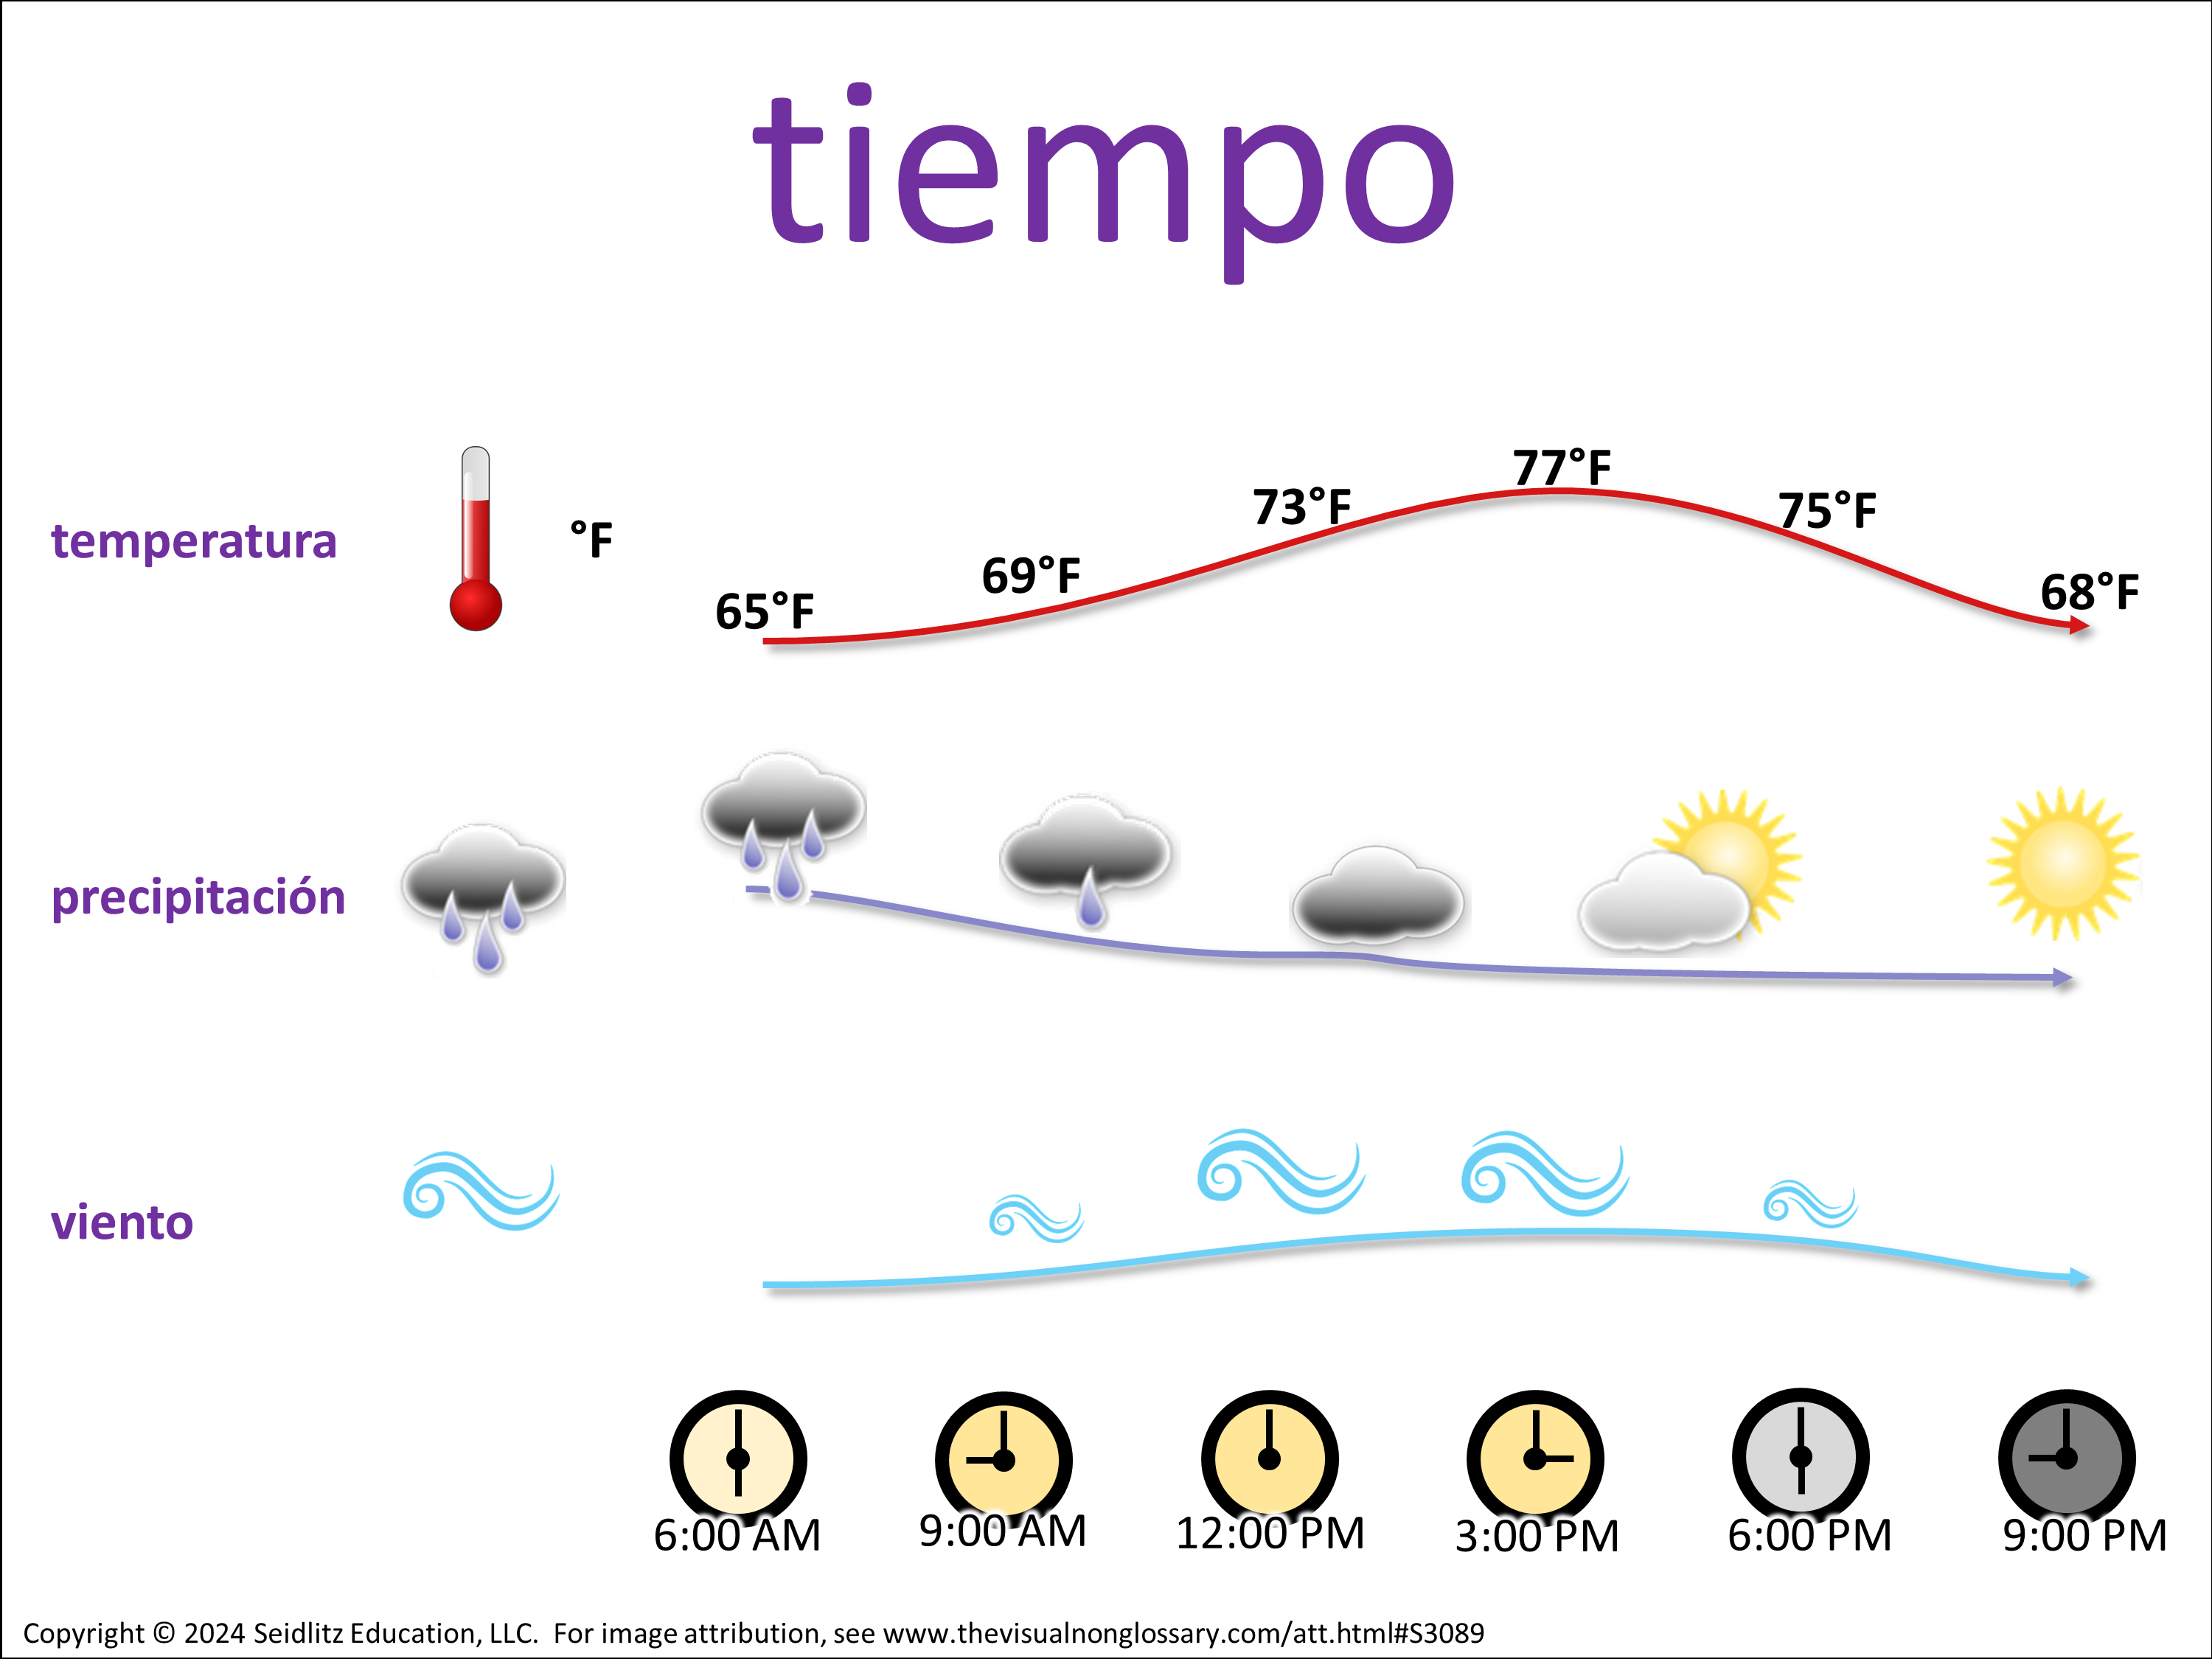 tiempo
temperatura
°F
65°F
69°F
73°F
77°F
75°F
68°F
precipitación
viento
6:00 AM
9:00 AM
12:00 PM
3:00 PM
6:00 PM
9:00 PM
Copyright © 2024 Seidlitz Education, LLC.  For image attribution, see www.thevisualnonglossary.com/att.html#S3089